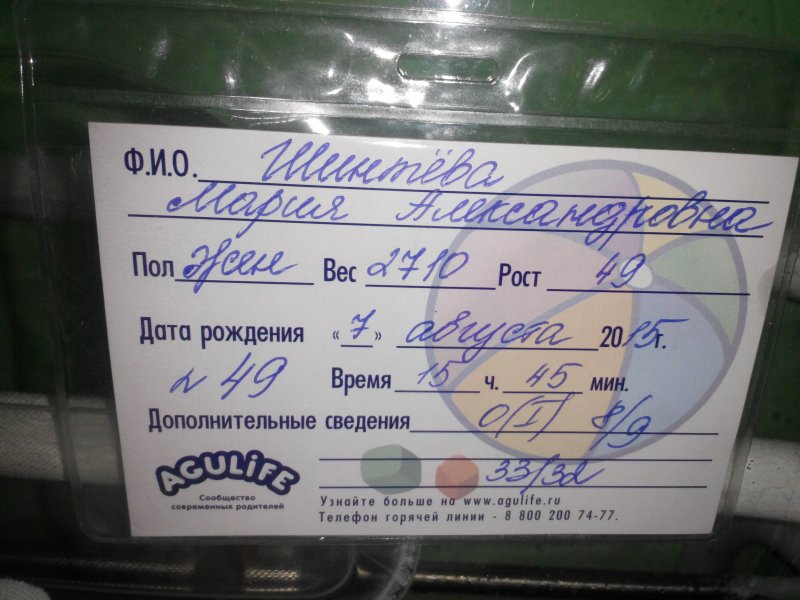 Ф.И.О. Шинтёва
Мария Александровна
Пол Жен Вес 2710 Рост 49
Дата рождения «7» августа 2015г.
№ 49 Время 15 ч. 45 мин.
Дополнительные сведения O(I) 8/9
33/32
AGULiFE
Сообщество
современных родителей
Узнайте больше на www.agulife.ru
Телефон горячей линии - 8 800 200 74-77.